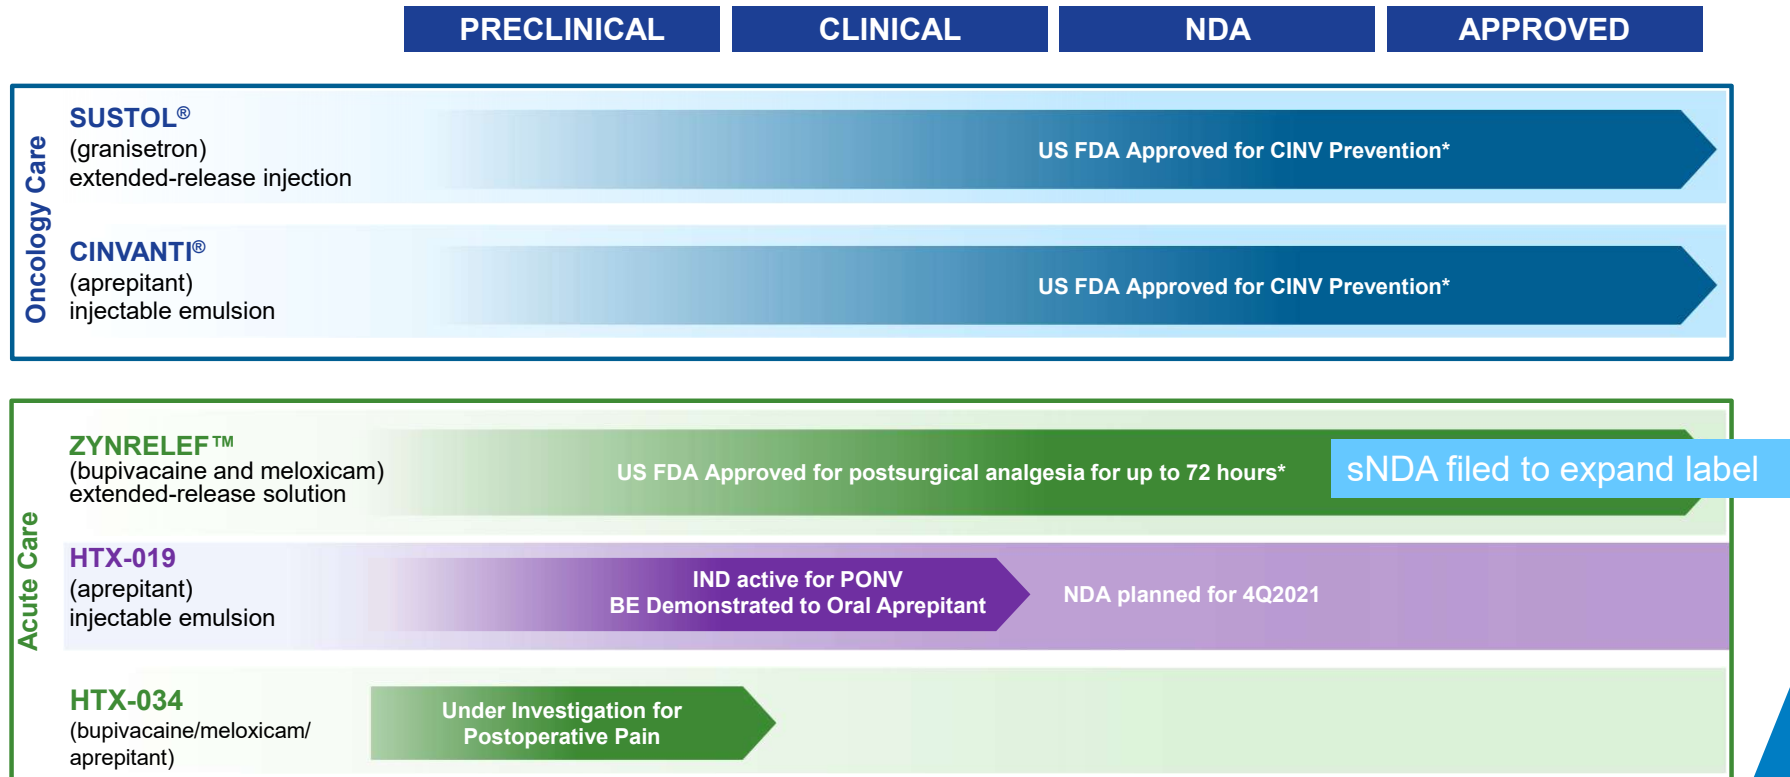 PRECLINICAL CLINICAL NDA APPROVED
Oncology Care
SUSTOL®
(granisetron)
extended-release injection
US FDA Approved for CINV Prevention*
CINVANTI®
(aprepitant)
injectable emulsion
US FDA Approved for CINV Prevention*
Acute Care
ZYNRELEF™
(bupivacaine and meloxicam)
extended-release solution
US FDA Approved for postsurgical analgesia for up to 72 hours*
sNDA filed to expand label
HTX-019
(aprepitant)
injectable emulsion
IND active for PONV
BE Demonstrated to Oral Aprepitant
NDA planned for 4Q2021
HTX-034
(bupivacaine/meloxicam/
aprepitant)
Under Investigation for
Postoperative Pain